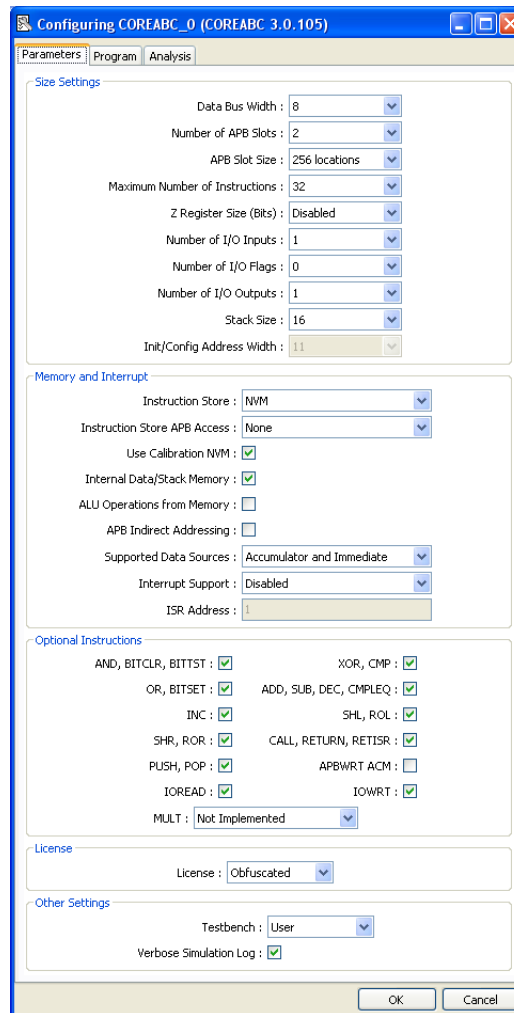 Configuring COREABC_0 (COREABC 3.0.105)
Parameters Program Analysis
Size Settings
Data Bus Width : 8
Number of APB Slots : 2
APB Slot Size : 256 locations
Maximum Number of Instructions : 32
Z Register Size (Bits) : Disabled
Number of I/O Inputs : 1
Number of I/O Flags : 0
Number of I/O Outputs : 1
Stack Size : 16
Init/Config Address Width : 11
Memory and Interrupt
Instruction Store : NVM
Instruction Store APB Access : None
Use Calibration NVM :
Internal Data/Stack Memory :
ALU Operations from Memory :
APB Indirect Addressing :
Supported Data Sources : Accumulator and Immediate
Interrupt Support : Disabled
ISR Address : 1
Optional Instructions
AND, BITCLR, BITTST : XOR, CMP :
OR, BITSET : ADD, SUB, DEC, CMPLEQ :
INC : SHL, ROL :
SHR, ROR : CALL, RETURN, RETISR :
PUSH, POP : APBWRT ACM :
IOREAD : IOWRT :
MULT : Not Implemented
License
License : Obfuscated
Other Settings
Testbench : User
Verbose Simulation Log :
OK Cancel